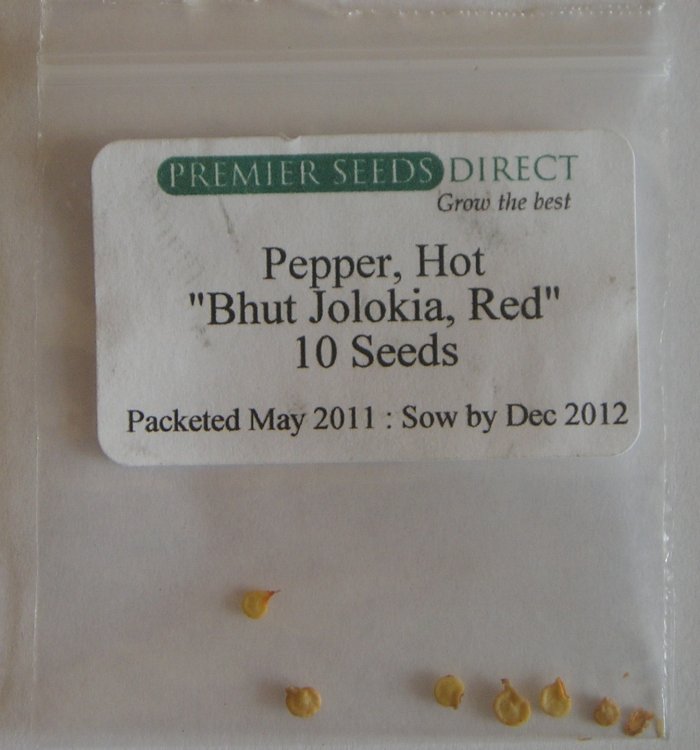 PREMIER SEEDS DIRECT
Grow the best
Pepper, Hot
"Bhut Jolokia, Red"
10 Seeds
Packeted May 2011 : Sow by Dec 2012